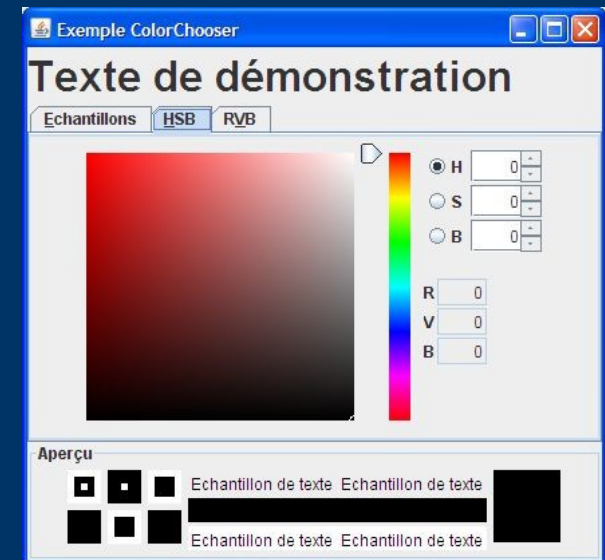 Exemple ColorChooser
Texte de démonstration
Echantillons HSB RVB
H 0
S 0
B 0
R 0
V 0
B 0
Aperçu
Echantillon de texte Echantillon de texte
Echantillon de texte Echantillon de texte